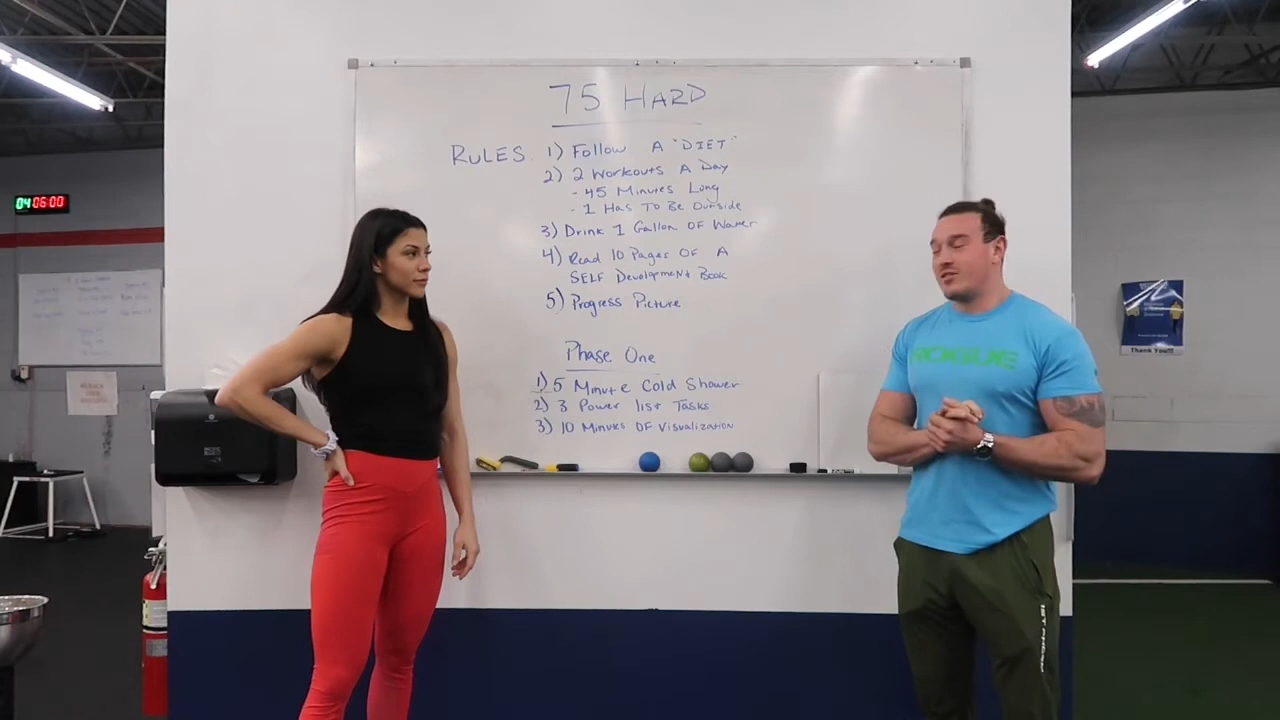 75 HARD
RULES 1) Follow A "DIET"
2) 2 Workouts A Day
- 45 Minutes Long
- 1 Has To Be Outside
3) Drink 1 Gallon OF Water
4) Read 10 Pages OF A
SELF Development Book
5) Progress Picture
Phase One
1) 5 Minute Cold Shower
2) 3 Power list Tasks
3) 10 Minutes OF Visualization
04 06:00
ROGUE
Thank You!!!